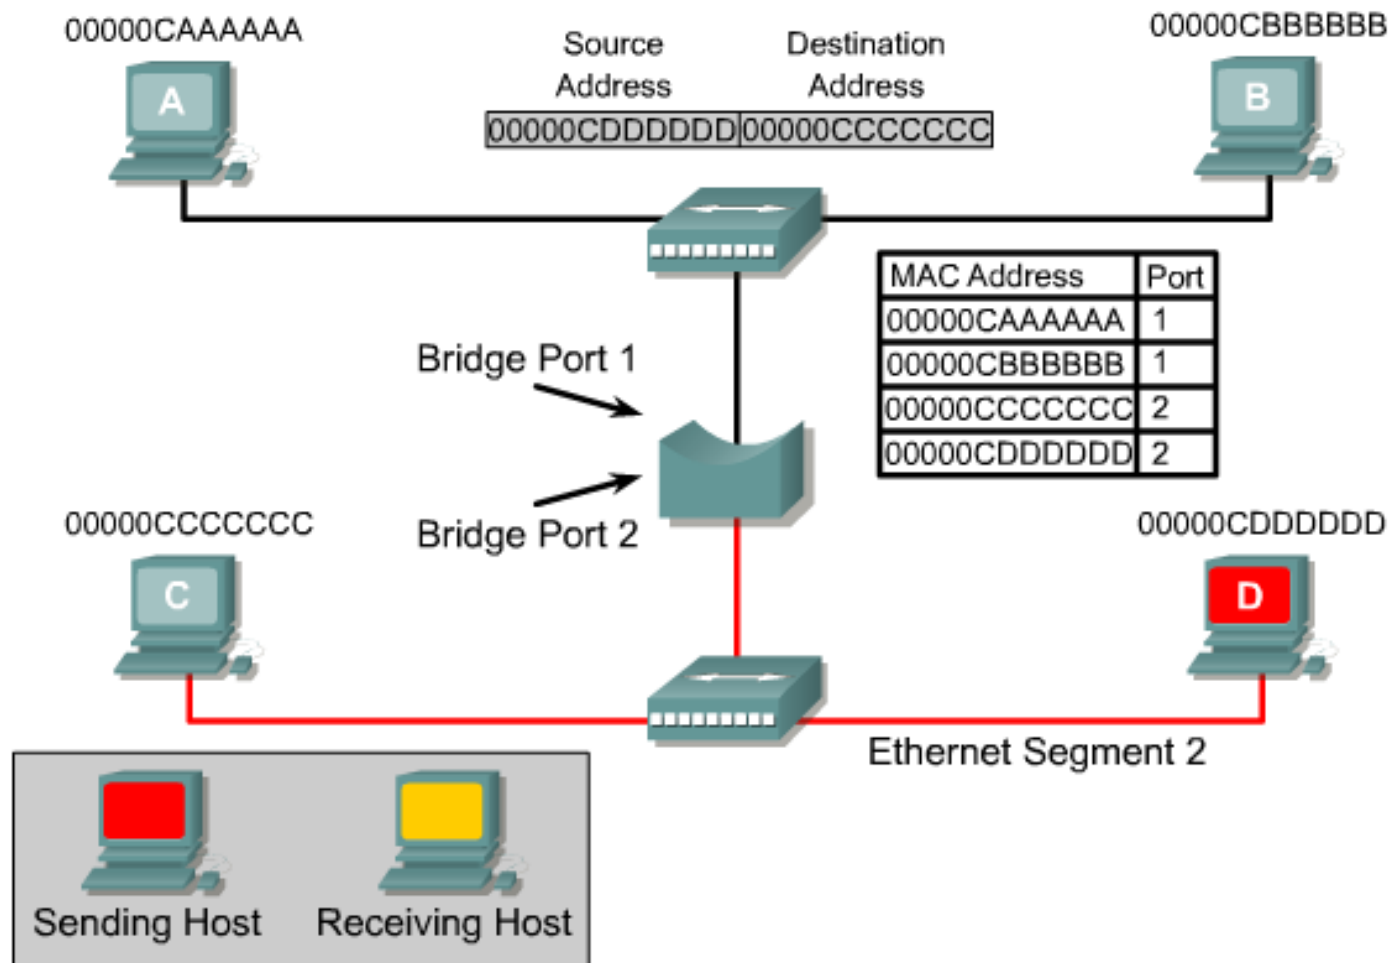 00000CAAAAAA
00000CBBBBBB
Source Address
Destination Address
00000CDDDDDD 00000CCCCCCC
A
B
MAC Address Port
00000CAAAAAA 1
00000CBBBBBB 1
00000CCCCCCC 2
00000CDDDDDD 2
Bridge Port 1
Bridge Port 2
00000CCCCCCC
00000CDDDDDD
C
D
Ethernet Segment 2
Sending Host
Receiving Host